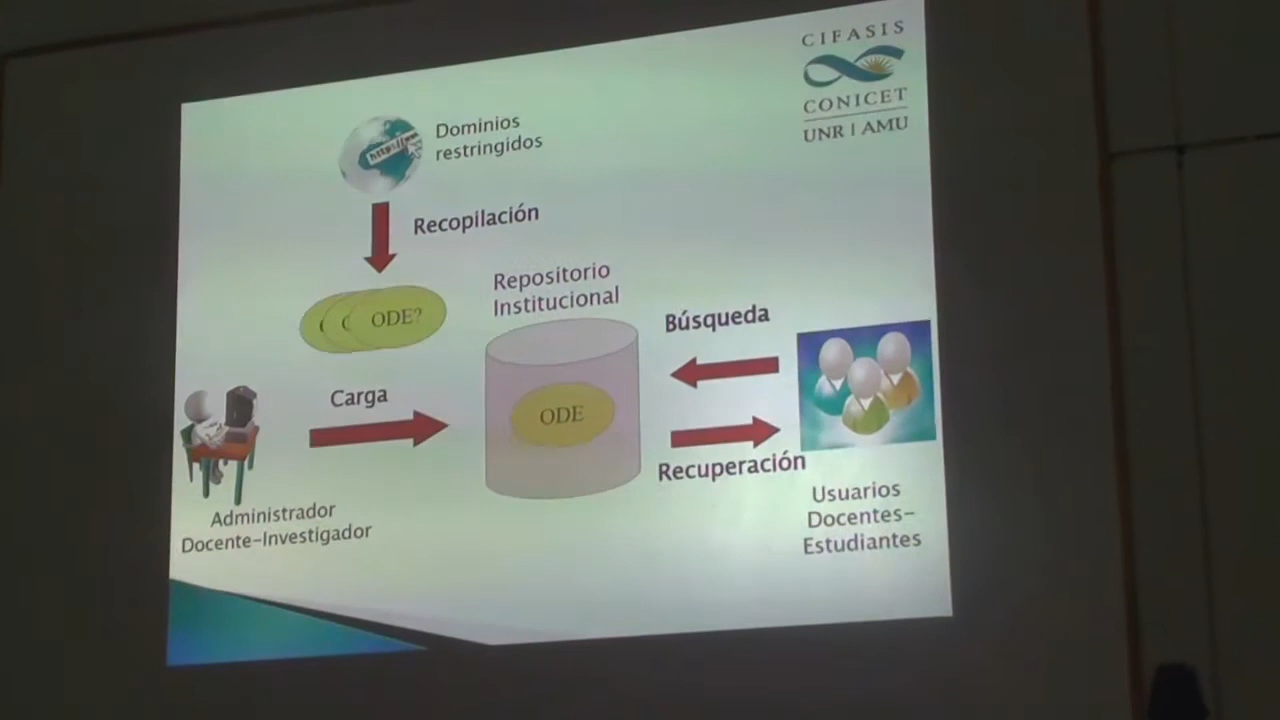 CIFASIS
CONICET
UNR | AMU
Dominios
restringidos
Recopilación
ODE?
Repositorio
Institucional
Búsqueda
Carga
ODE
Recuperación
Administrador
Docente-Investigador
Usuarios
Docentes-
Estudiantes